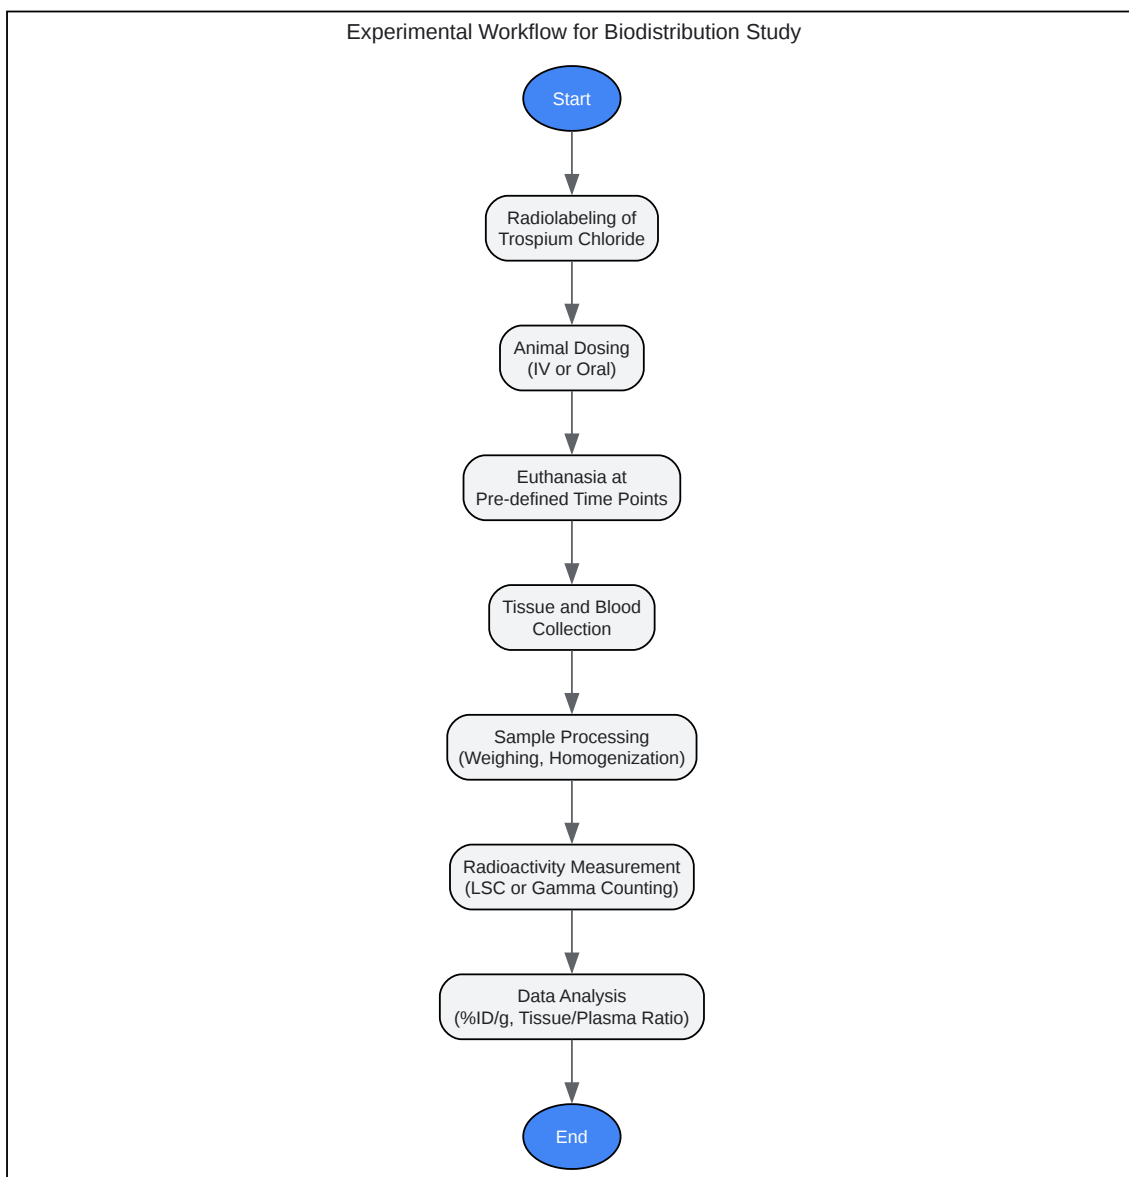 Experimental Workflow for Biodistribution Study
Start
Radiolabeling of
Trospium Chloride
Animal Dosing
(IV or Oral)
Euthanasia at
Pre-defined Time Points
Tissue and Blood
Collection
Sample Processing
(Weighing, Homogenization)
Radioactivity Measurement
(LSC or Gamma Counting)
Data Analysis
(%ID/g, Tissue/Plasma Ratio)
End